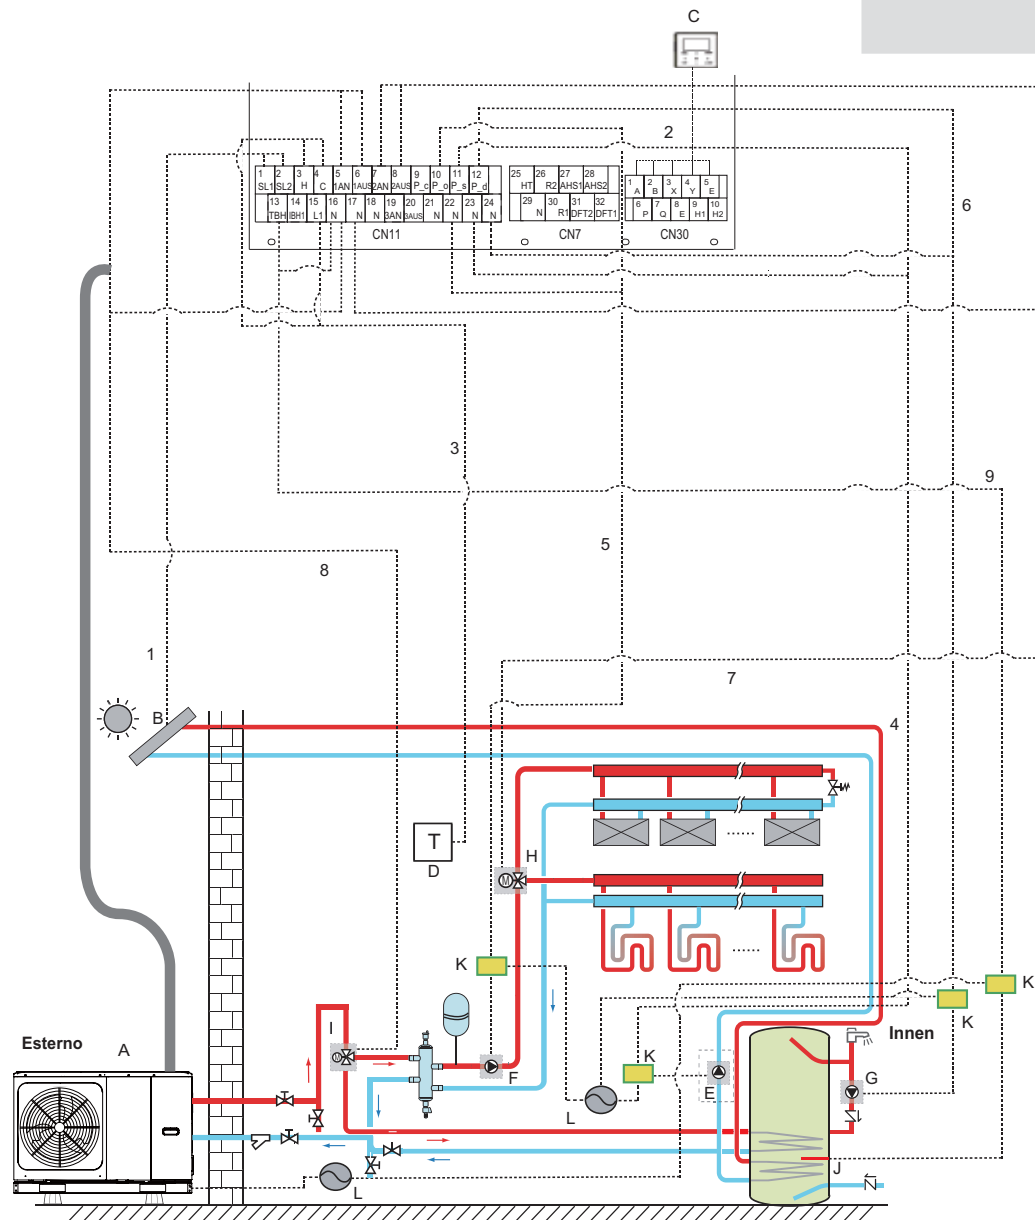 C
2
1 2 3 4 5 6 7 8 9 10 11 12
SL1 SL2 H C 1AN 1AUS 2AN 2AUS P_c P_o P_s P_d
13 14 15 16 17 18 19 20 21 22 23 24
TBH IBH1 L1 N N N 3AN 3AUS N N N N
CN11
25 26 27 28
HT R2 AHS1 AHS2
29 30 31 32
N R1 DFT2 DFT1
CN7
1 2 3 4 5
A B X Y E
6 7 8 9 10
P Q E H1 H2
CN30
6
3
9
5
8
1
7
4
B
T
D
H
M
K
K
K
I
M
Esterno
A
Innen
F
K
E
G
L
J
L